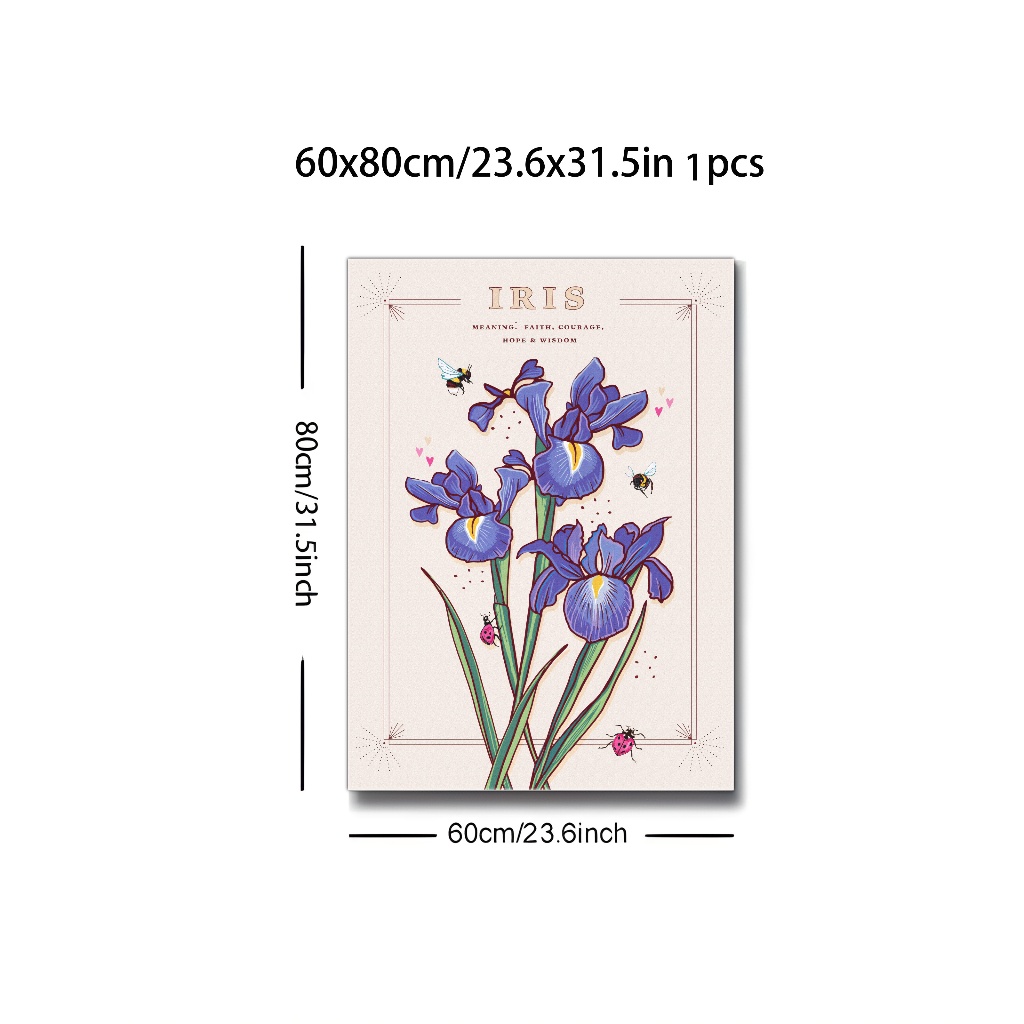 60x80cm/23.6x31.5in 1pcs
IRIS
MEANING: FAITH, COURAGE,
HOPE & WISDOM
80cm/31.5inch
60cm/23.6inch